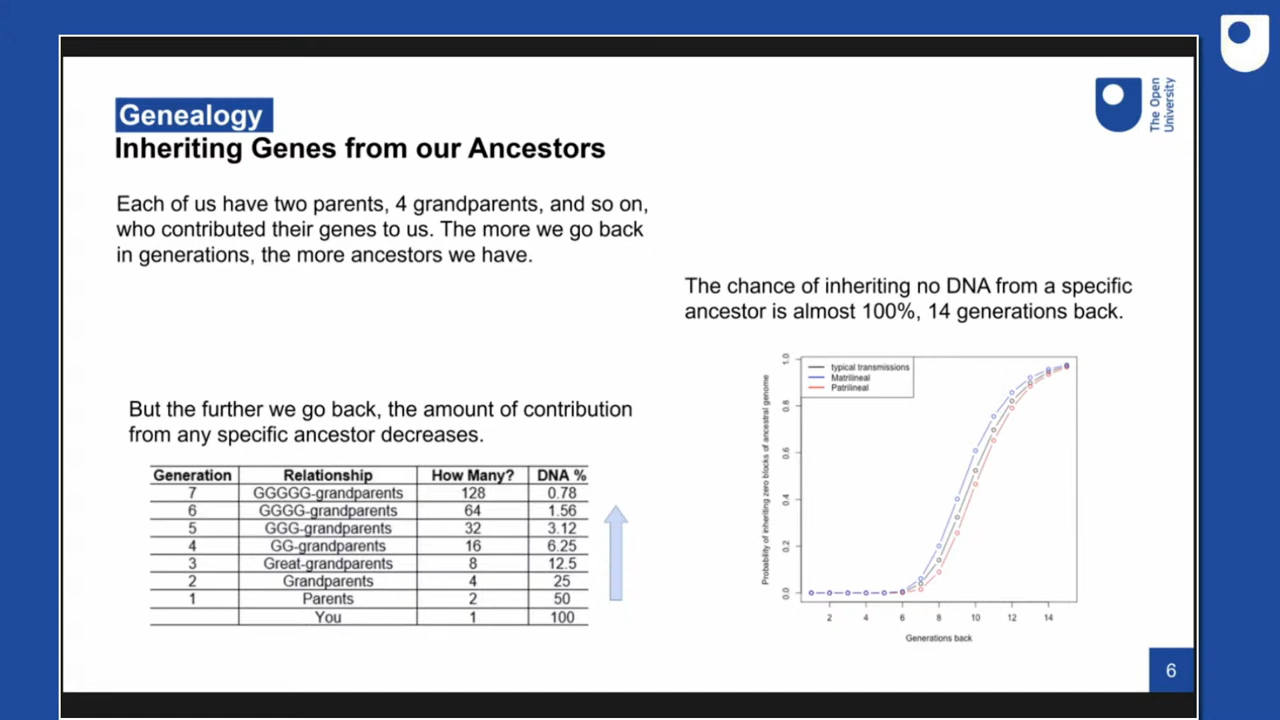 The Open
University
Genealogy
Inheriting Genes from our Ancestors
Each of us have two parents, 4 grandparents, and so on,
who contributed their genes to us. The more we go back
in generations, the more ancestors we have.
But the further we go back, the amount of contribution
from any specific ancestor decreases.
Generation Relationship How Many? DNA %
7 GGGGG-grandparents 128 0.78
6 GGGG-grandparents 64 1.56
5 GGG-grandparents 32 3.12
4 GG-grandparents 16 6.25
3 Great-grandparents 8 12.5
2 Grandparents 4 25
1 Parents 2 50
You 1 100
The chance of inheriting no DNA from a specific
ancestor is almost 100%, 14 generations back.
typical transmissions
Matrilineal
Patrilineal
Probability of inheriting zero blocks of ancestral genome
1.0
0.8
0.6
0.4
0.2
0.0
2 4 6 8 10 12 14
Generations back
6